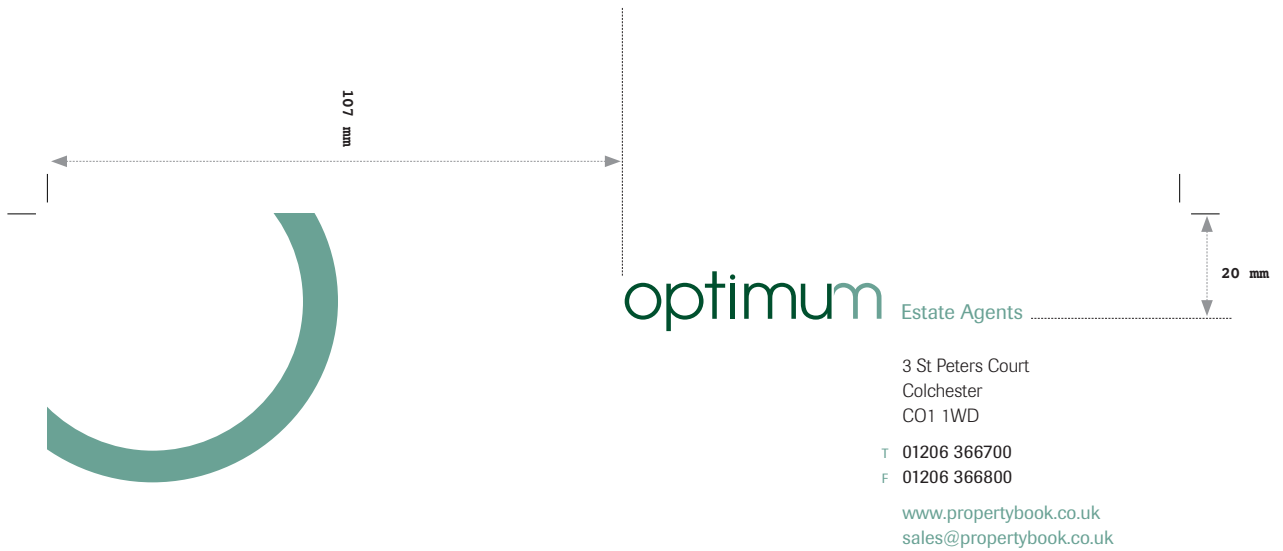 107 mm
20 mm
optimum Estate Agents
3 St Peters Court
Colchester
CO1 1WD
T 01206 366700
F 01206 366800
www.propertybook.co.uk
sales@propertybook.co.uk